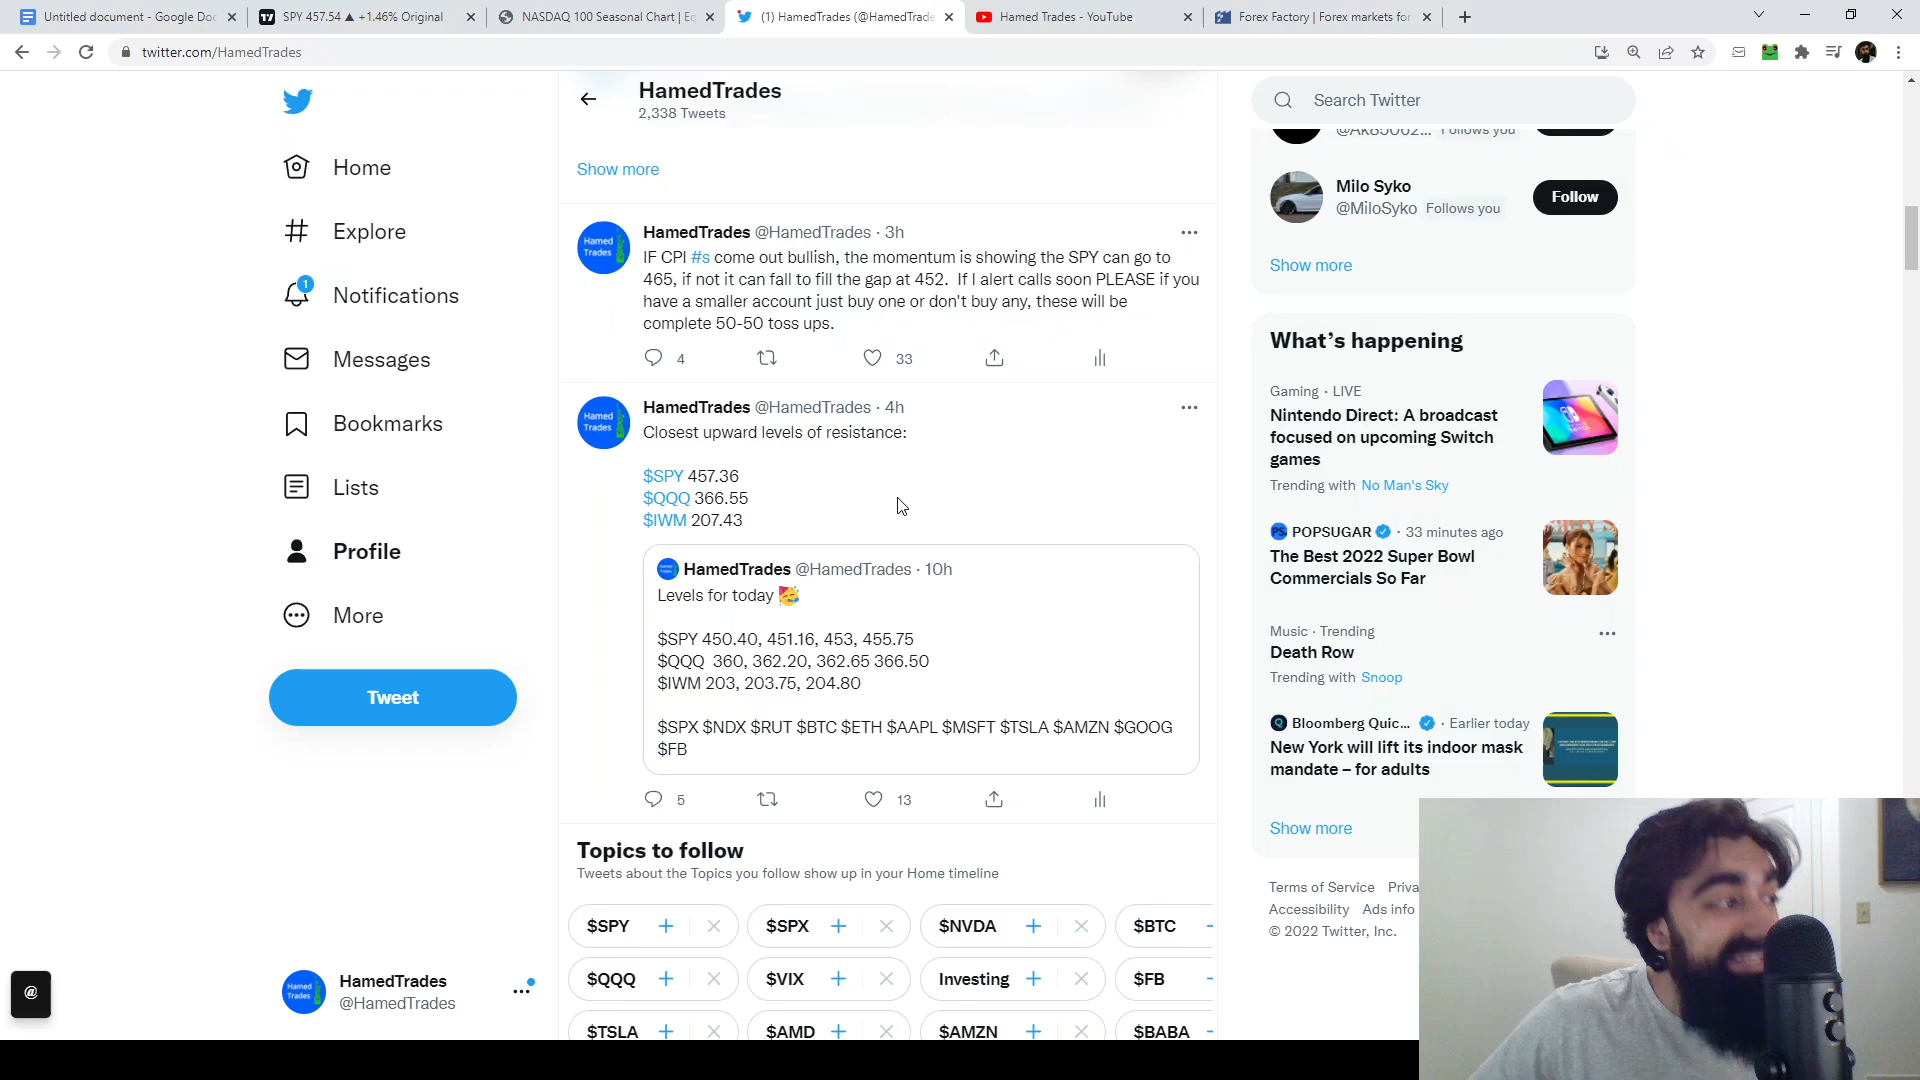 Untitled document - Google Doc
SPY 457.54 ▲ +1.46% Original
NASDAQ 100 Seasonal Chart | Eq
(1) HamedTrades (@HamedTrade
Hamed Trades - YouTube
Forex Factory | Forex markets for
twitter.com/HamedTrades
HamedTrades
2,338 Tweets
Show more
Home
Explore
1
Notifications
Messages
Bookmarks
Lists
Profile
More
Tweet
HamedTrades
@HamedTrades
@
Hamed
Trades
HamedTrades @HamedTrades · 3h
IF CPI #s come out bullish, the momentum is showing the SPY can go to
465, if not it can fall to fill the gap at 452. If I alert calls soon PLEASE if you
have a smaller account just buy one or don't buy any, these will be
complete 50-50 toss ups.
4 33
Hamed
Trades
HamedTrades @HamedTrades · 4h
Closest upward levels of resistance:
$SPY 457.36
$QQQ 366.55
$IWM 207.43
HamedTrades @HamedTrades · 10h
Levels for today 🥳
$SPY 450.40, 451.16, 453, 455.75
$QQQ 360, 362.20, 362.65 366.50
$IWM 203, 203.75, 204.80
$SPX $NDX $RUT $BTC $ETH $AAPL $MSFT $TSLA $AMZN $GOOG
$FB
5 13
Topics to follow
Tweets about the Topics you follow show up in your Home timeline
$SPY $SPX $NVDA $BTC
$QQQ $VIX Investing $FB
$TSLA $AMD $AMZN $BABA
Search Twitter
Follows you
Milo Syko
@MiloSyko Follows you
Follow
Show more
What's happening
Gaming · LIVE
Nintendo Direct: A broadcast
focused on upcoming Switch
games
Trending with No Man's Sky
POPSUGAR · 33 minutes ago
The Best 2022 Super Bowl
Commercials So Far
Music · Trending
Death Row
Trending with Snoop
Bloomberg Quic... · Earlier today
New York will lift its indoor mask
mandate – for adults
Show more
Terms of Service Priva
Accessibility Ads info
© 2022 Twitter, Inc.
Hamed
Trades